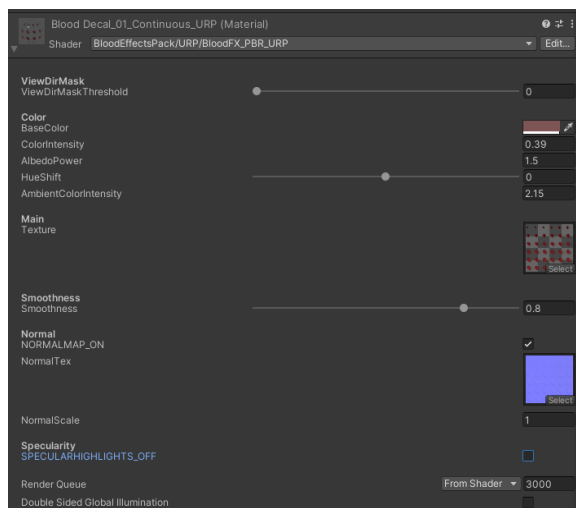 Blood Decal_01_Continuous_URP (Material)
Shader BloodEffectsPack/URP/BloodFX_PBR_URP Edit...
ViewDirMask
ViewDirMaskThreshold 0
Color
BaseColor
ColorIntensity 0.39
AlbedoPower 1.5
HueShift 0
AmbientColorIntensity 2.15
Main
Texture
Select
Smoothness
Smoothness 0.8
Normal
NORMALMAP_ON
NormalTex
Select
NormalScale 1
Specularity
SPECULARHIGHLIGHTS_OFF
Render Queue From Shader 3000
Double Sided Global Illumination